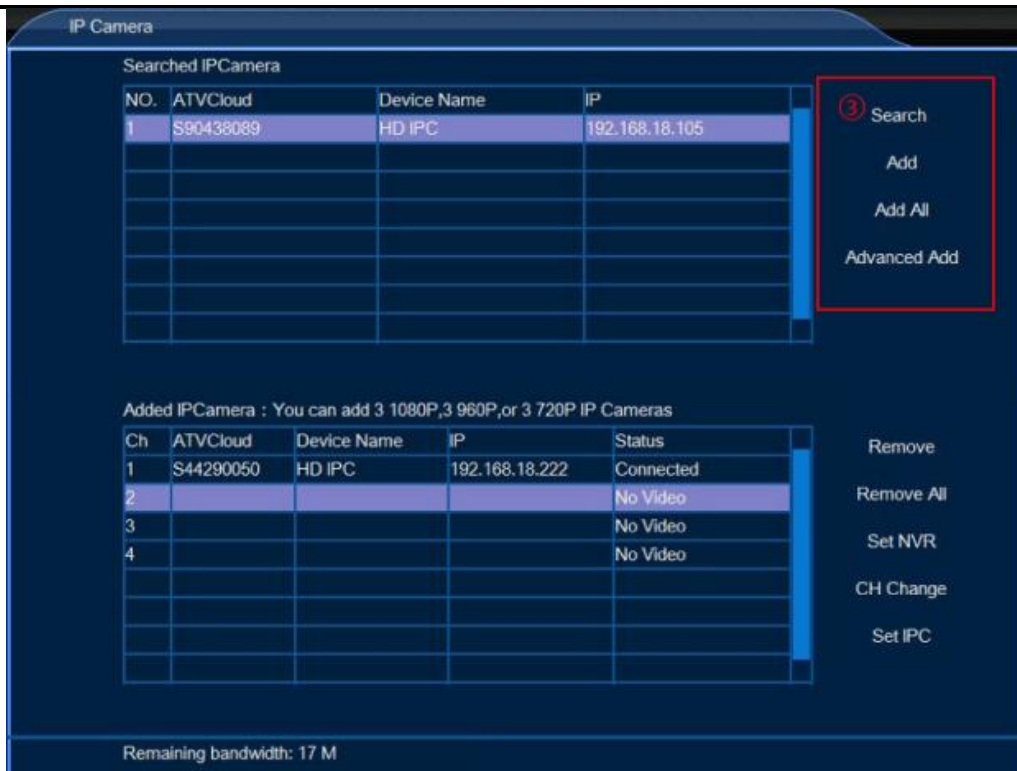 IP Camera
Searched IPCamera
NO. ATVCloud Device Name IP
1 S90438089 HD IPC 192.168.18.105
③ Search
Add
Add All
Advanced Add
Added IPCamera : You can add 3 1080P,3 960P,or 3 720P IP Cameras
Ch ATVCloud Device Name IP Status
1 S44290050 HD IPC 192.168.18.222 Connected
2 No Video
3 No Video
4 No Video
Remove
Remove All
Set NVR
CH Change
Set IPC
Remaining bandwidth: 17 M